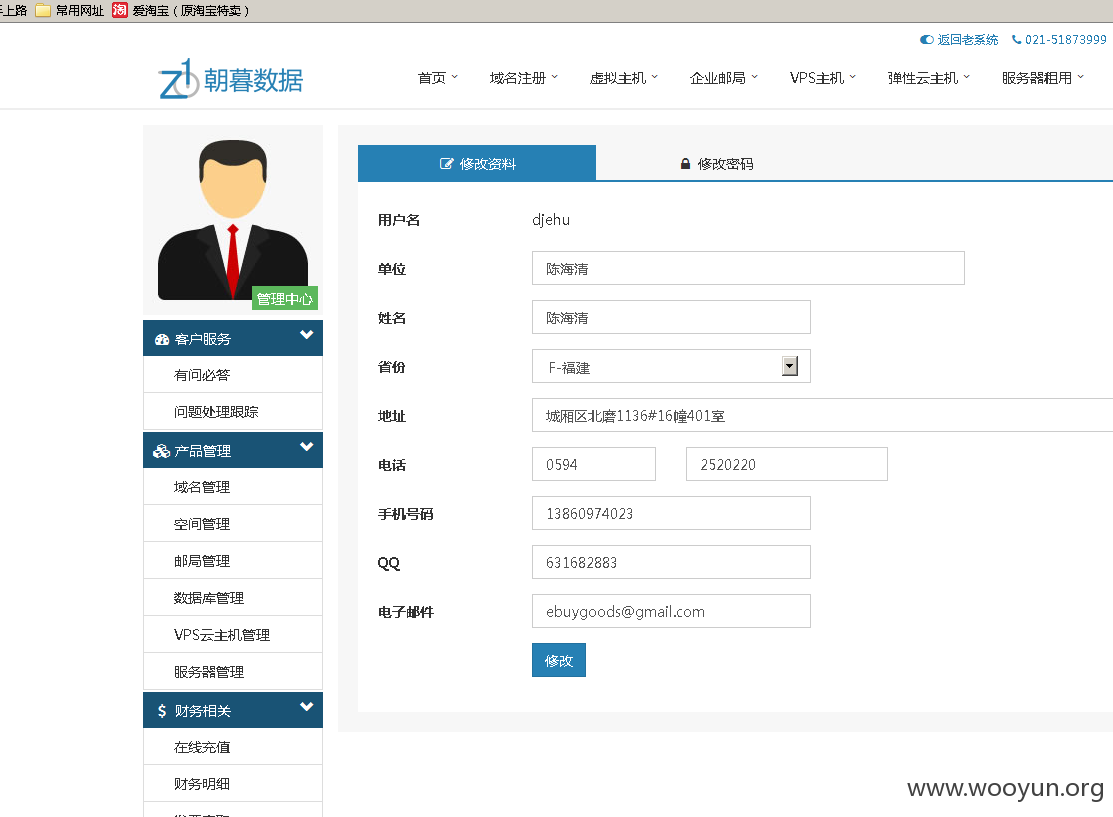 上路 常用网址 淘 爱淘宝（原淘宝特卖）
返回老系统 021-51873999
Z1 朝暮数据 首页 域名注册 虚拟主机 企业邮局 VPS主机 弹性云主机 服务器租用
管理中心
客户服务
有问必答
问题处理跟踪
产品管理
域名管理
空间管理
邮局管理
数据库管理
VPS云主机管理
服务器管理
$ 财务相关
在线充值
财务明细
修改资料 修改密码
用户名 djehu
单位 陈海清
姓名 陈海清
省份 F-福建
地址 城厢区北磨1136#16幢401室
电话 0594 2520220
手机号码 13860974023
QQ 631682883
电子邮件 ebuygoods@gmail.com
修改
www.wooyun.org